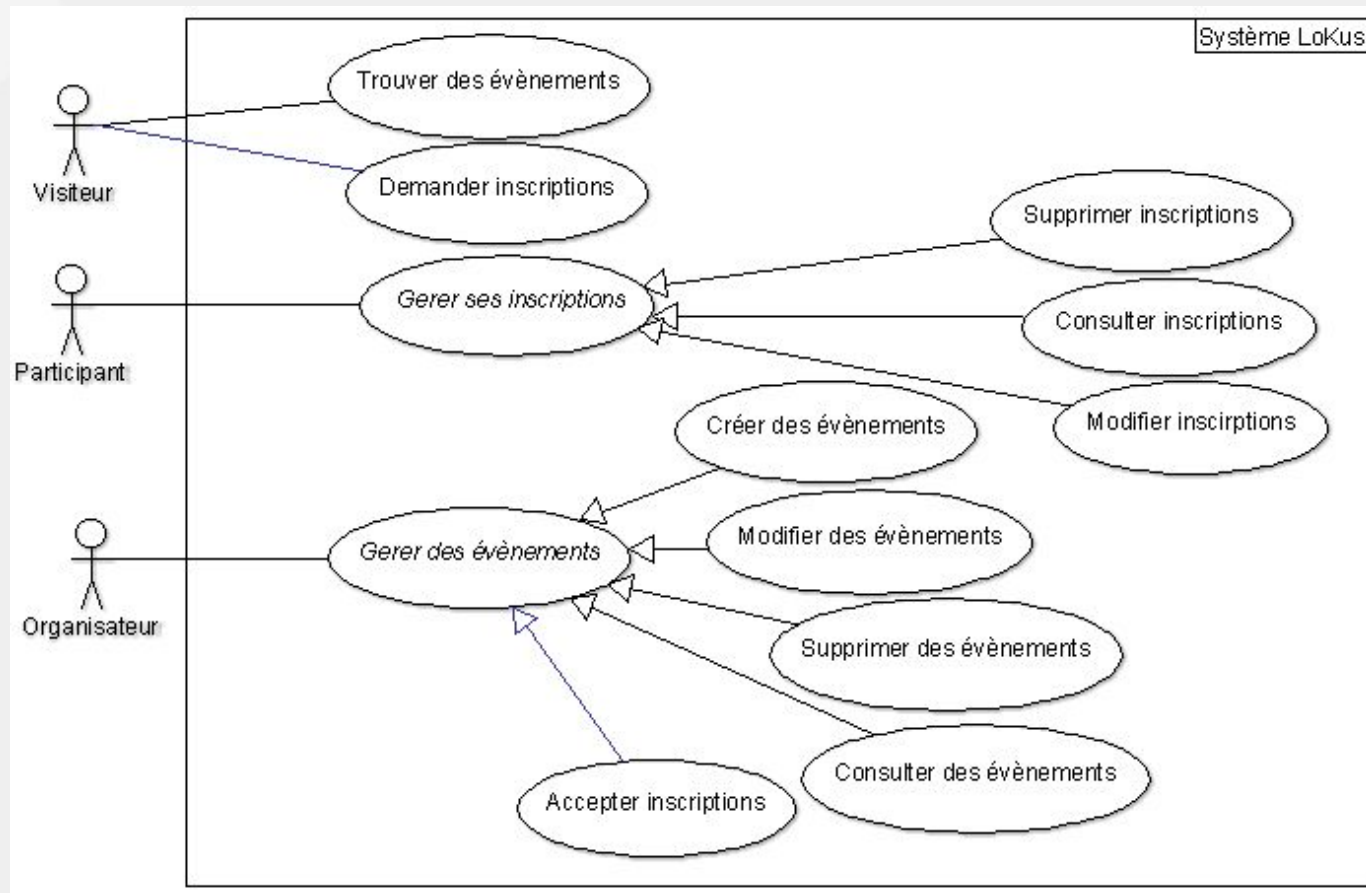 Système LoKus
Trouver des évènements
Demander inscriptions
Visiteur
Supprimer inscriptions
Gerer ses inscriptions
Consulter inscriptions
Participant
Modifier inscirptions
Créer des évènements
Modifier des évènements
Gerer des évènements
Organisateur
Supprimer des évènements
Consulter des évènements
Accepter inscriptions